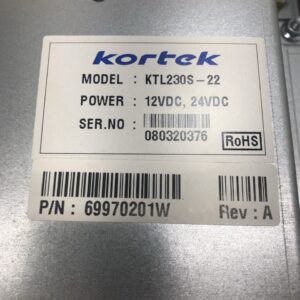 kortek
MODEL : KTL230S-22
POWER : 12VDC, 24VDC
SER.NO :
080320376
RoHS
P/N : 69970201W Rev : A